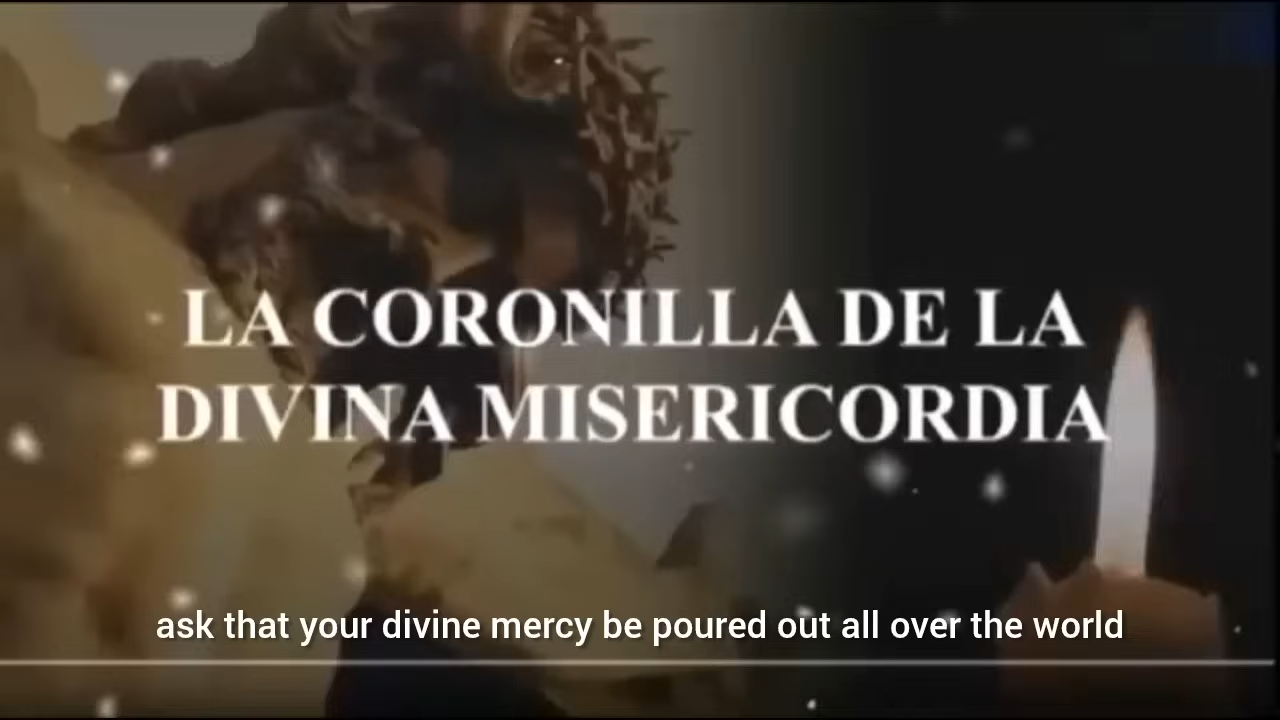 LA CORONILLA DE LA
DIVINA MISERICORDIA
ask that your divine mercy be poured out all over the world